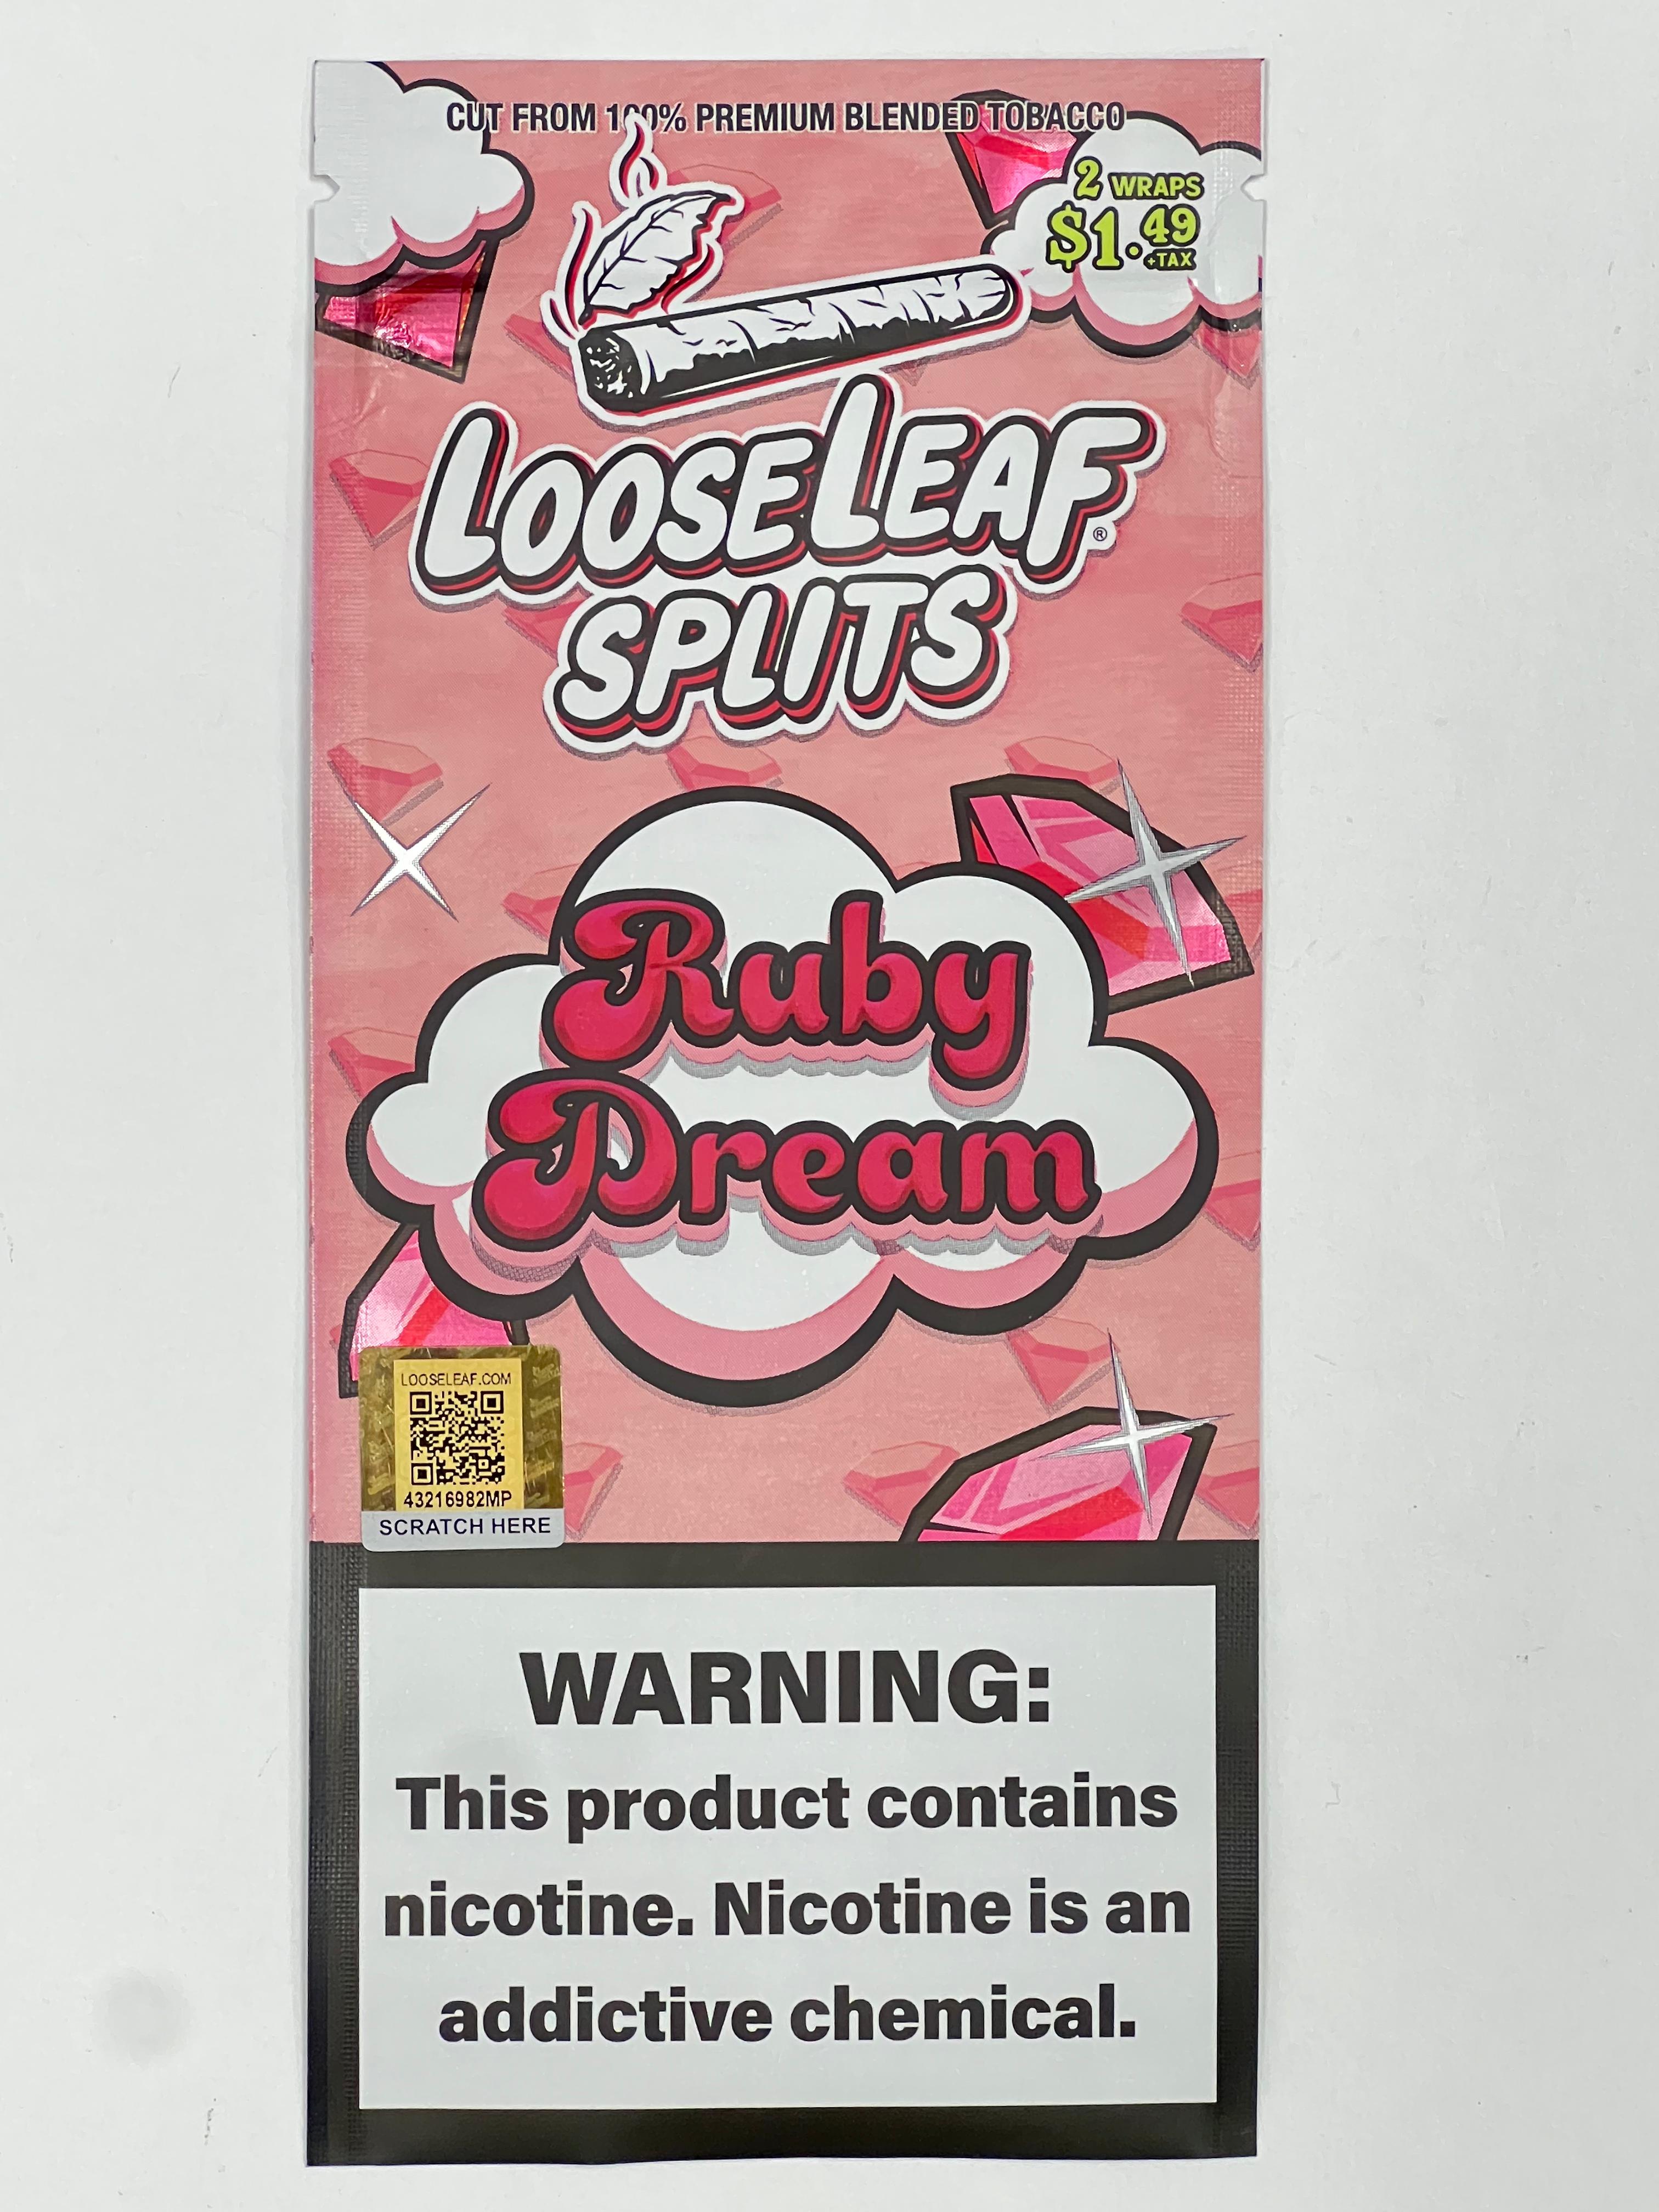 CUT FROM 100% PREMIUM BLENDED TOBACCO
2 WRAPS
$1.49
+TAX
LOOSELEAF®
SPLITS
Ruby
Dream
LOOSELEAF.COM
43216982MP
SCRATCH HERE
WARNING:
This product contains
nicotine. Nicotine is an
addictive chemical.